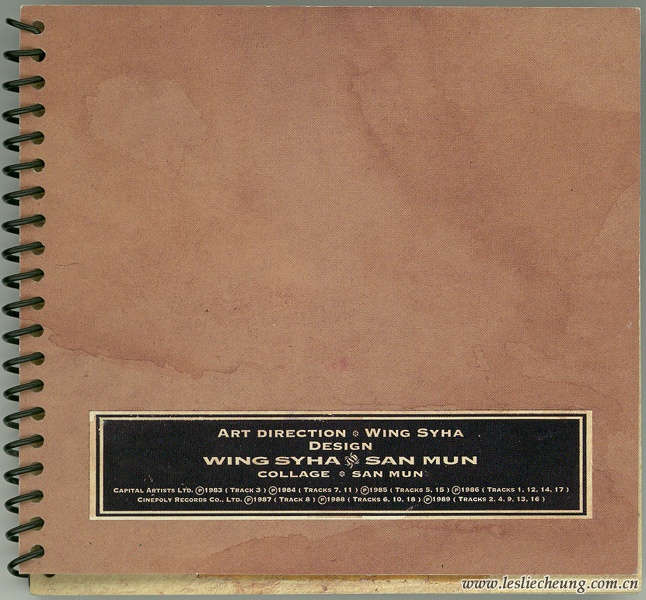 ART DIRECTION ❄ WING SYHA
DESIGN
WING SYHA SAN MUN
COLLAGE ❄ SAN MUN
CAPITAL ARTISTS LTD. ℗1983 ( TRACK 3 ) ℗1984 ( TRACKS 7, 11 ) ℗1985 ( TRACKS 5, 15 ) ℗1986 ( TRACKS 1, 12, 14, 17 )
CINEPOLY RECORDS CO., LTD. ℗1987 ( TRACK 8 ) ℗1988 ( TRACKS 6, 10, 18 ) ℗1989 ( TRACKS 2, 4, 9, 13, 16 )
www.lesliecheung.com.cn